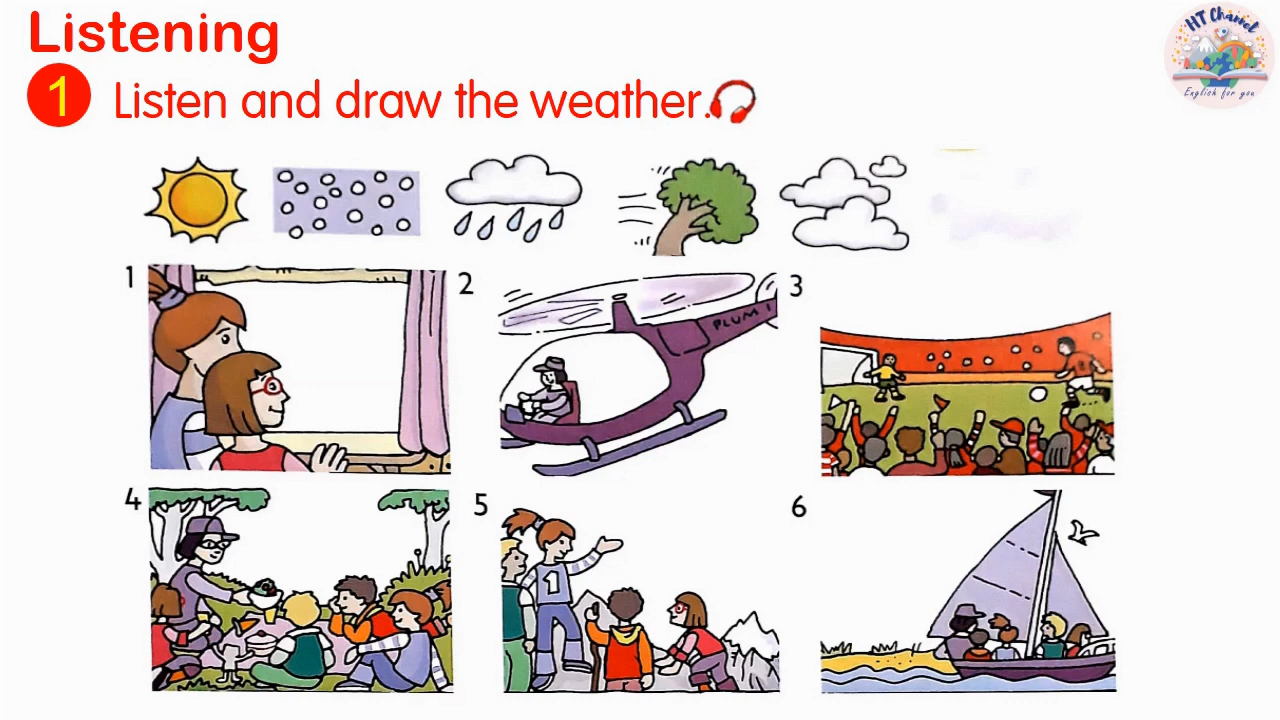 Listening
1 Listen and draw the weather.
HT Channel
English for you
1
2
PLUM 1
3
4
5
1
6